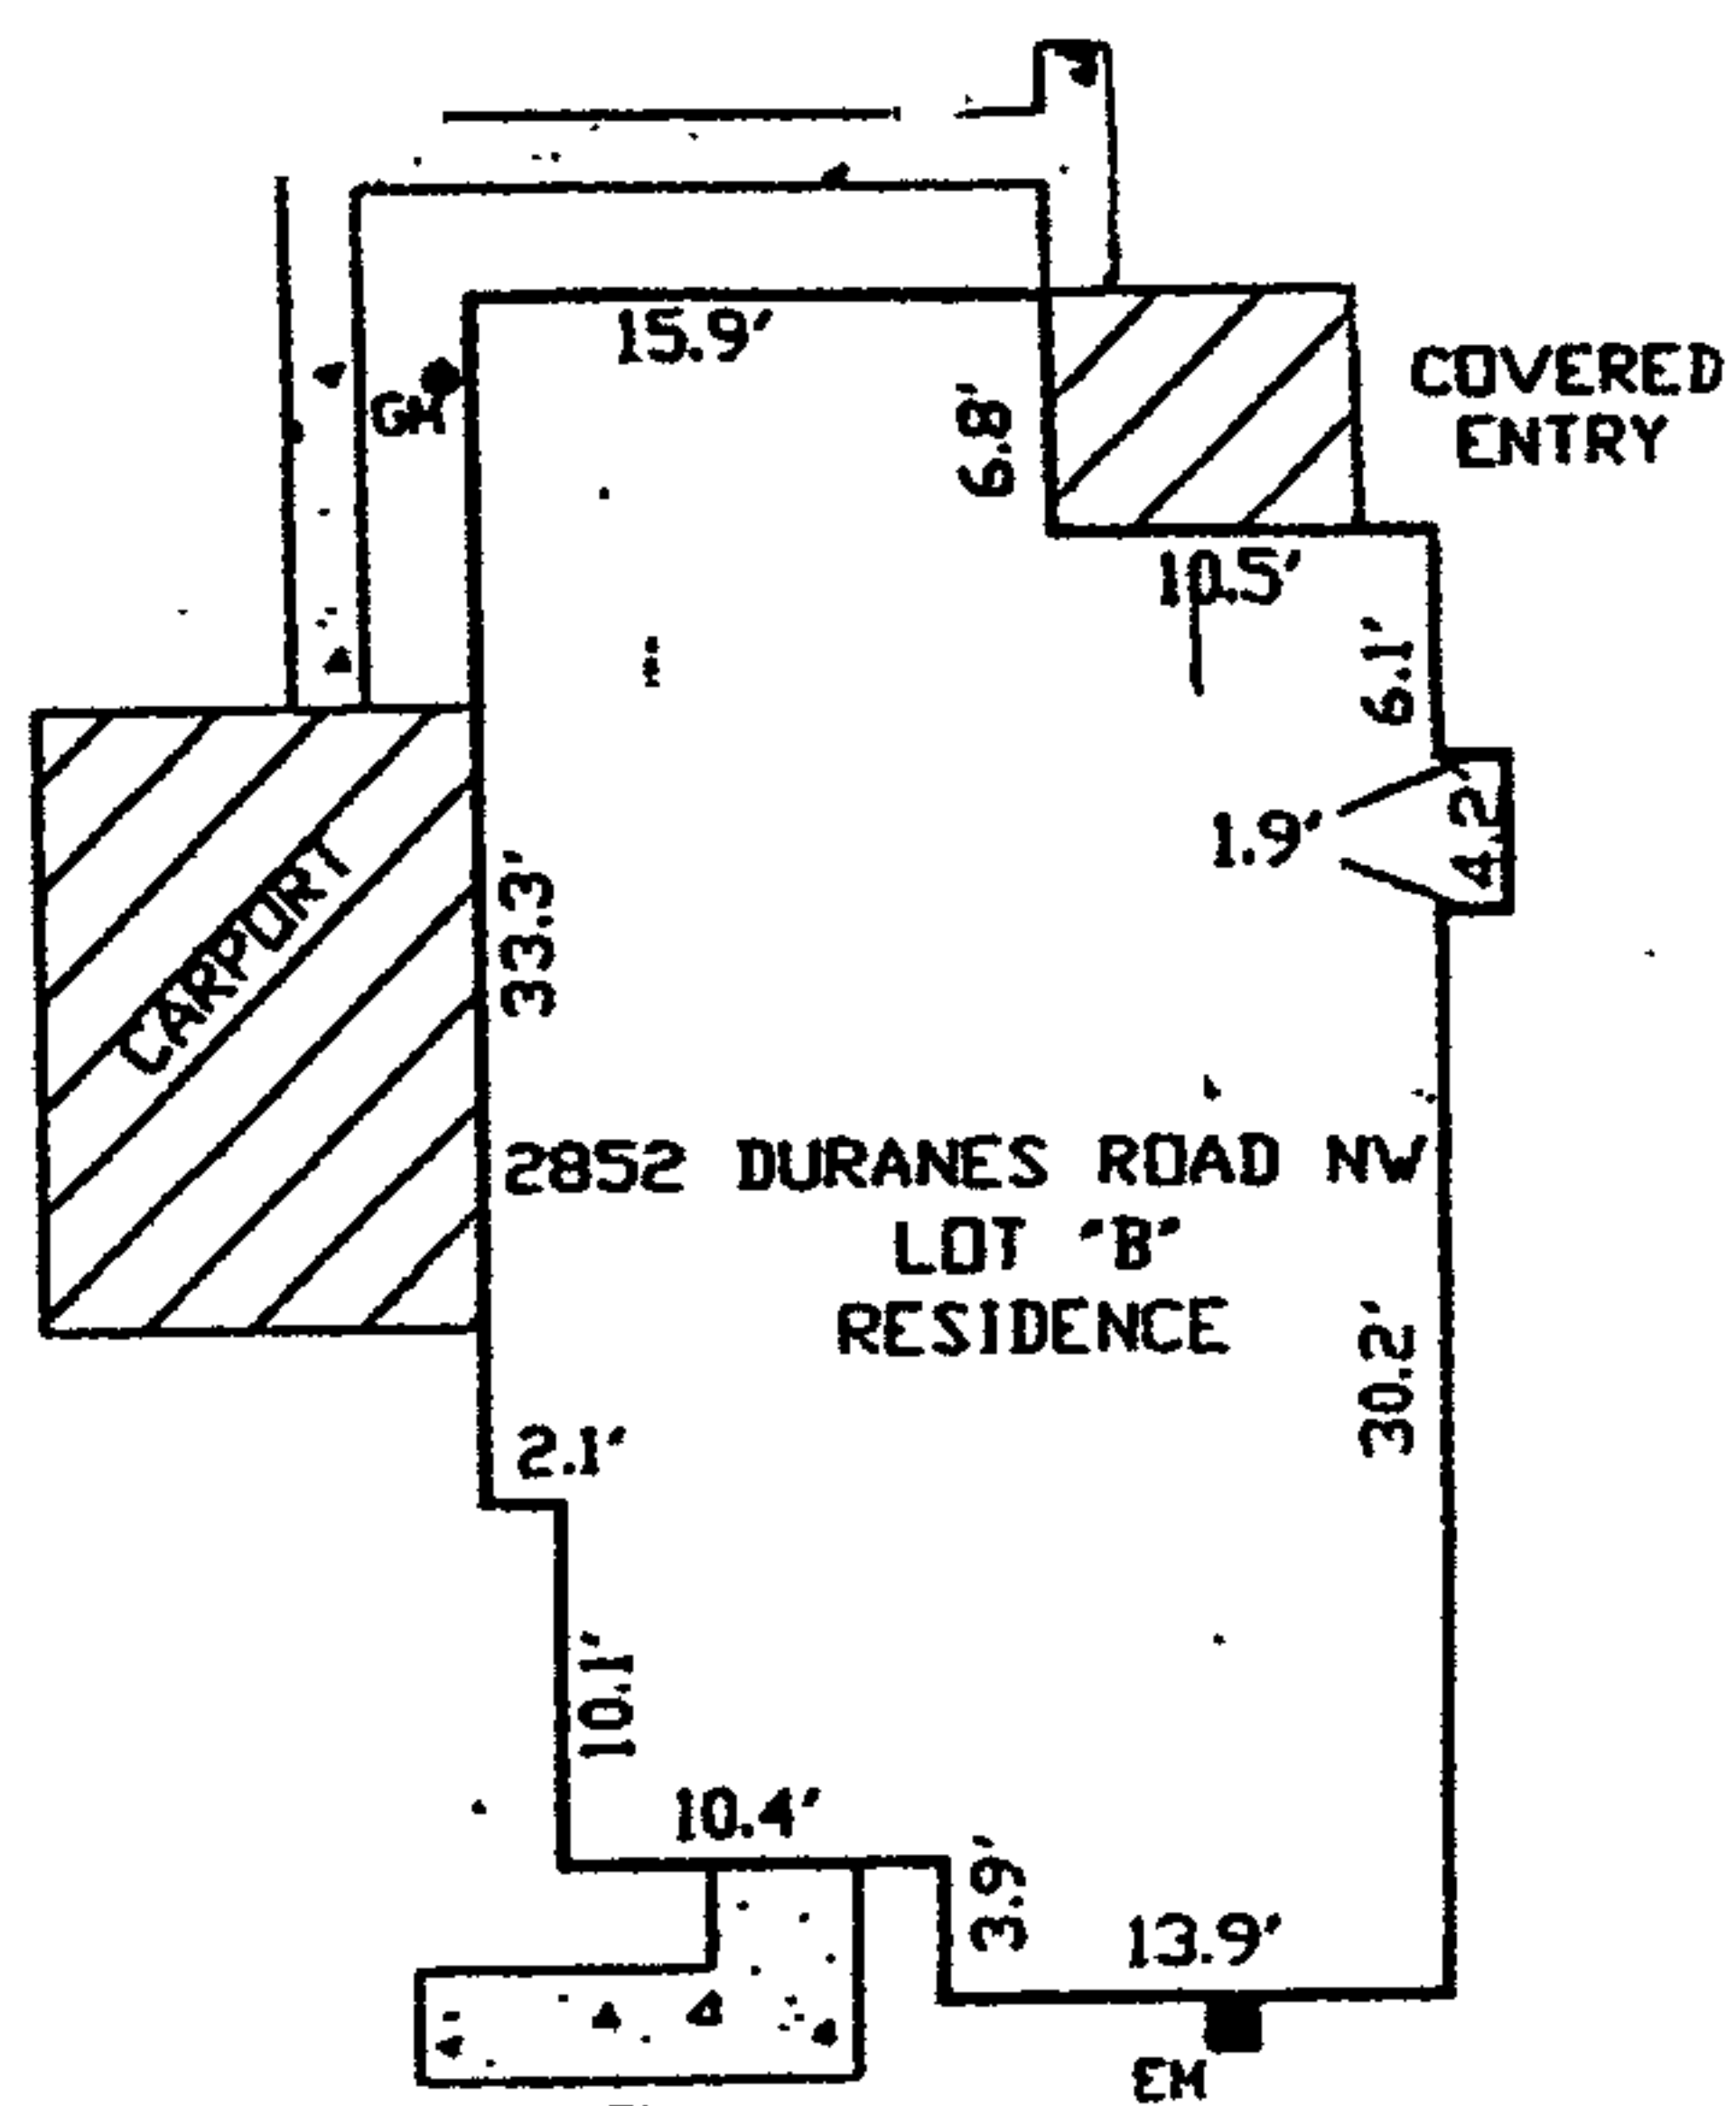 15.9'
GM
6.8'
COVERED
ENTRY
10.5'
6.1'
1.9'
4.2'
CARPORT
33.3'
2852 DURANES ROAD NW
LOT "B"
RESIDENCE
30.2'
2.1'
10.1'
10.4'
3.9'
13.9'
EM